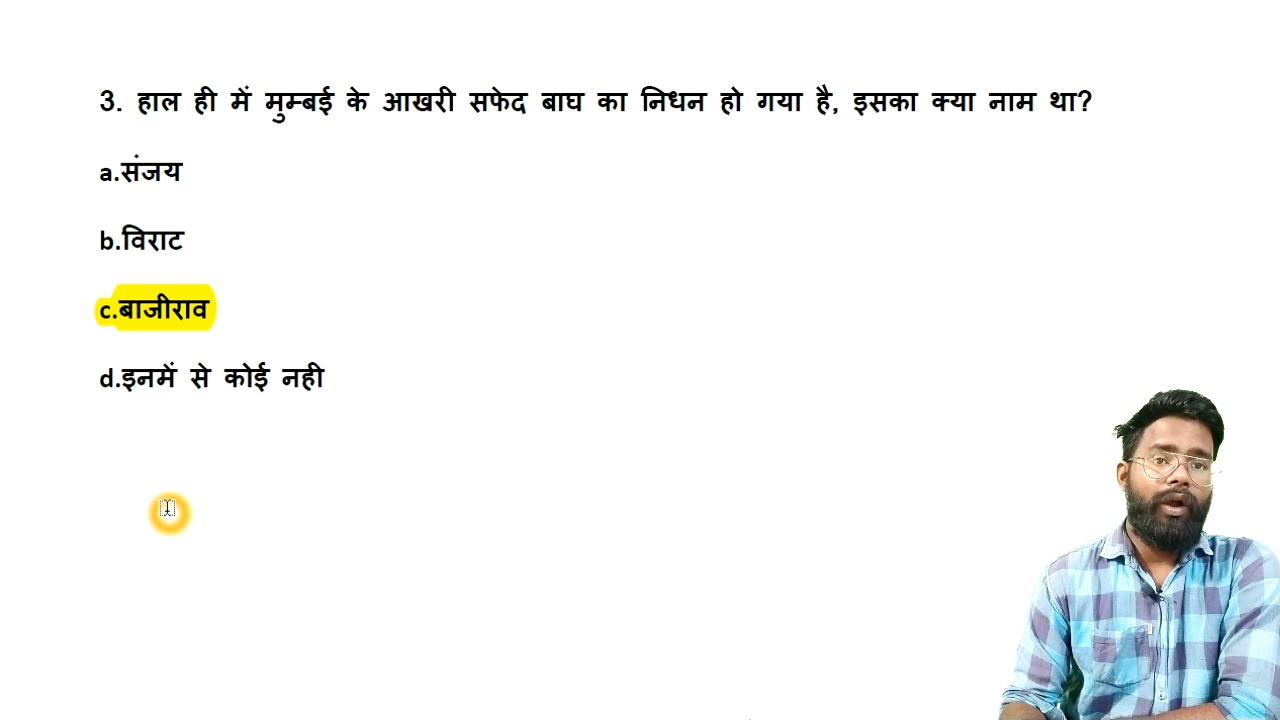 3. हाल ही में मुम्बई के आखरी सफेद बाघ का निधन हो गया है, इसका क्या नाम था?
a.संजय
b.विराट
c.बाजीराव
d.इनमें से कोई नही